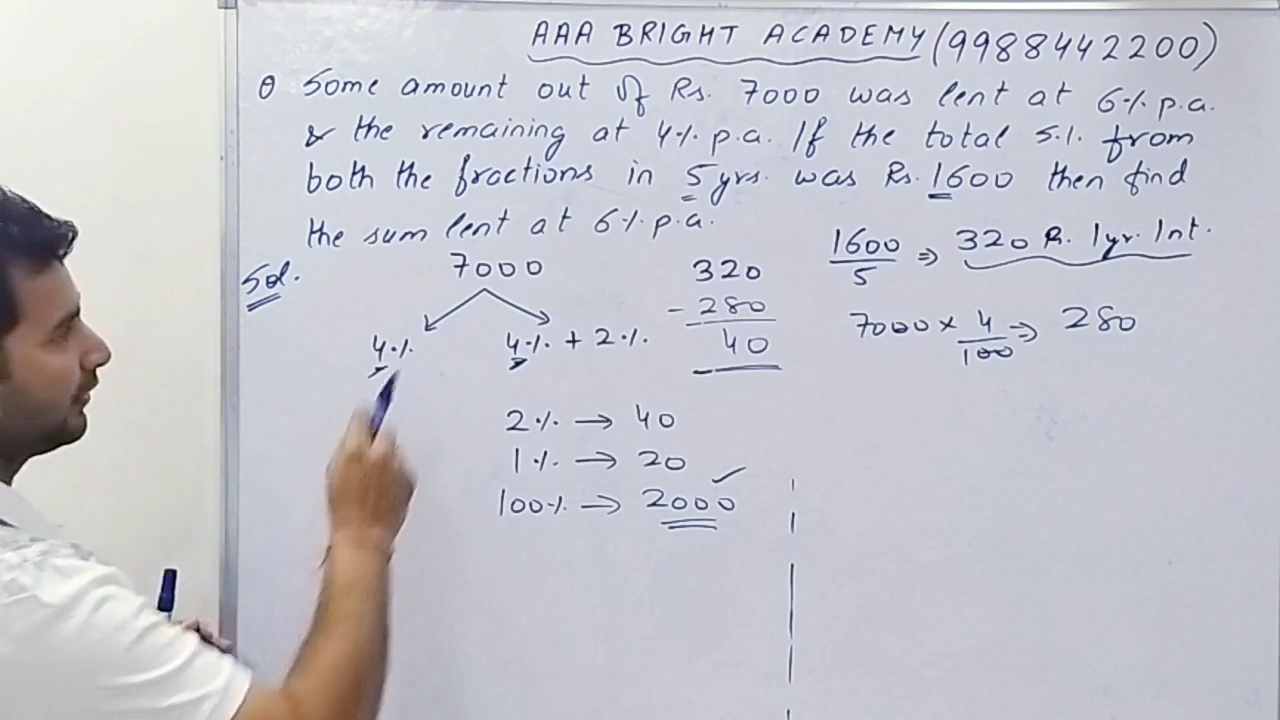 AAA BRIGHT ACADEMY (9988442200)
Q Some amount out of Rs. 7000 was lent at 6% p.a.
& the remaining at 4% p.a. If the total S.I. from
both the fractions in 5 yrs. was Rs. 1600 then find
the sum lent at 6% p.a.
Sol.
7000
4% 4% + 2%
320
- 280
40
1600/5 ⇒ 320 R. 1yr. Int.
7000 × 4/100 ⇒ 280
2% → 40
1% → 20
100% → 2000 ✓